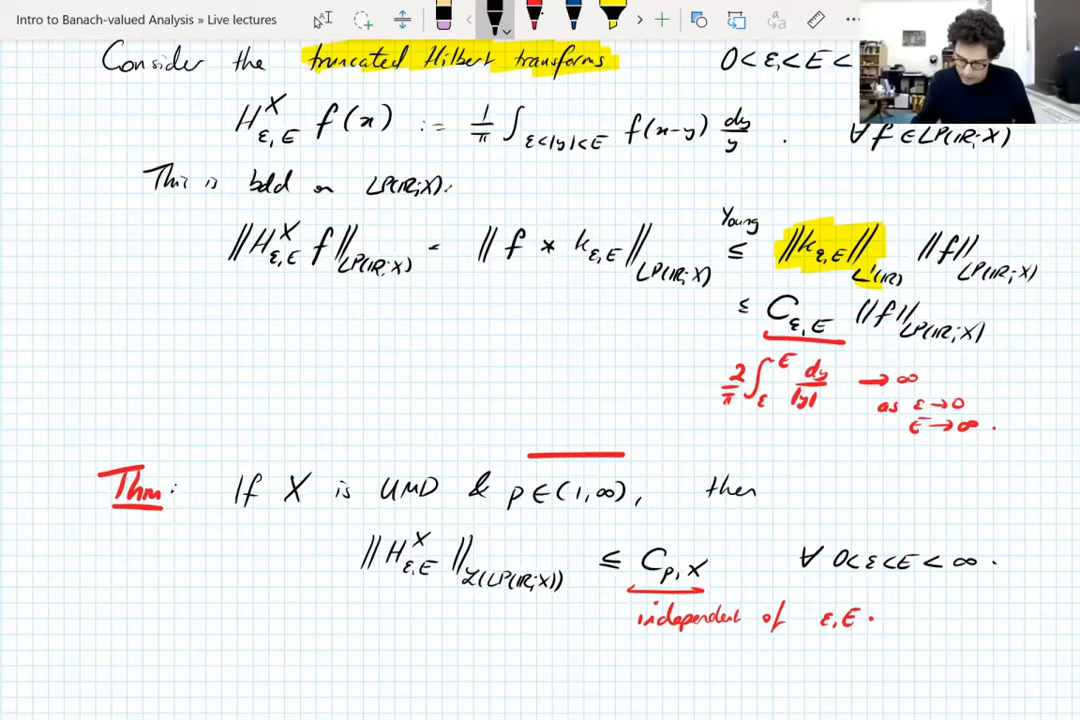 Intro to Banach-valued Analysis » Live lectures
Consider the truncated Hilbert transforms 0 < ε < E <
H^X_{ε,E} f(x) := 1/π ∫_{ε<|y|<E} f(x-y) dy/y . ∀ f ∈ L^p(ℝ;X)
This is bdd on L^p(ℝ;X).
‖H^X_{ε,E} f‖_{L^p(ℝ;X)} = ‖f * k_{ε,E}‖_{L^p(ℝ;X)} ≤ ‖k_{ε,E}‖_{L^1(ℝ)} ‖f‖_{L^p(ℝ;X)}
Young
≤ C_{ε,E} ‖f‖_{L^p(ℝ;X)}
2/π ∫_ε^E dy/|y| → ∞
as ε → 0
E → ∞ .
Thm: If X is UMD & p ∈ (1,∞), then
‖H^X_{ε,E}‖_{ℒ(L^p(ℝ;X))} ≤ C_{p,X} ∀ 0<ε<E<∞ .
independent of ε,E .